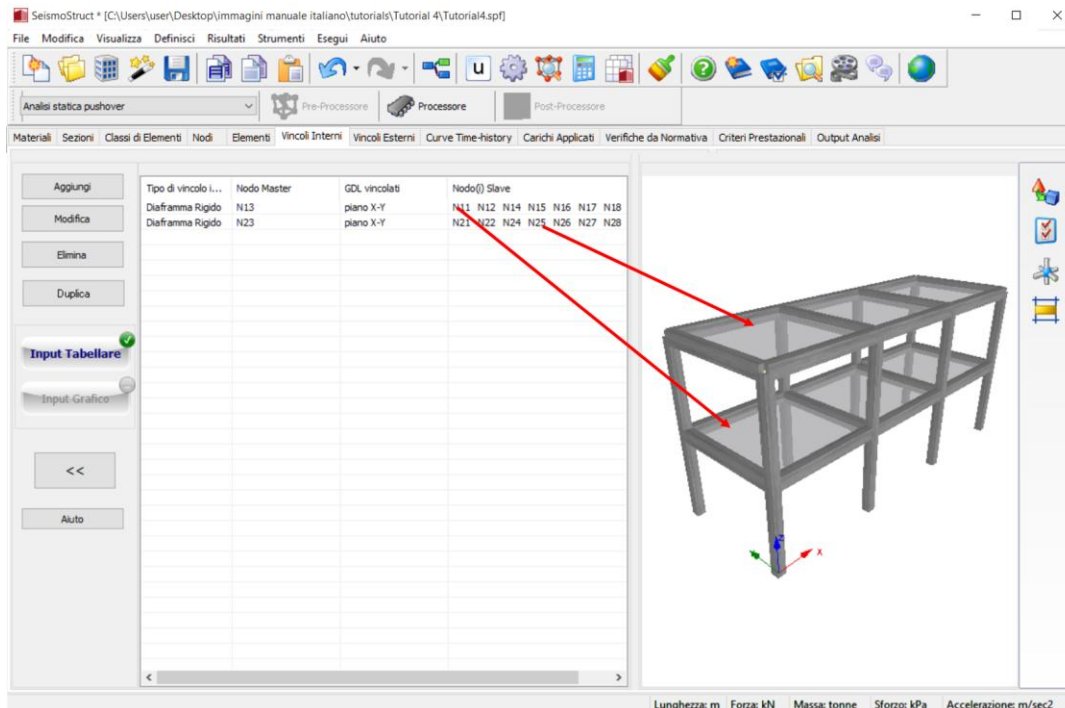 SeismoStruct * [C:\Users\user\Desktop\immagini manuale italiano\tutorials\Tutorial 4\Tutorial4.spf]
File Modifica Visualizza Definisci Risultati Strumenti Esegui Aiuto
u
Analisi statica pushover Pre-Processore Processore Post-Processore
Materiali Sezioni Classi di Elementi Nodi Elementi Vincoli Interni Vincoli Esterni Curve Time-history Carichi Applicati Verifiche da Normativa Criteri Prestazionali Output Analisi
Aggiungi
Modifica
Elimina
Duplica
Input Tabellare
Input Grafico
<<
Aiuto
Tipo di vincolo i... Nodo Master GDL vincolati Nodo(i) Slave
Diaframma Rigido N13 piano X-Y N11 N12 N14 N15 N16 N17 N18
Diaframma Rigido N23 piano X-Y N21 N22 N24 N25 N26 N27 N28
z
x
Lunghezza: m Forza: kN Massa: tonne Sforzo: kPa Accelerazione: m/sec2